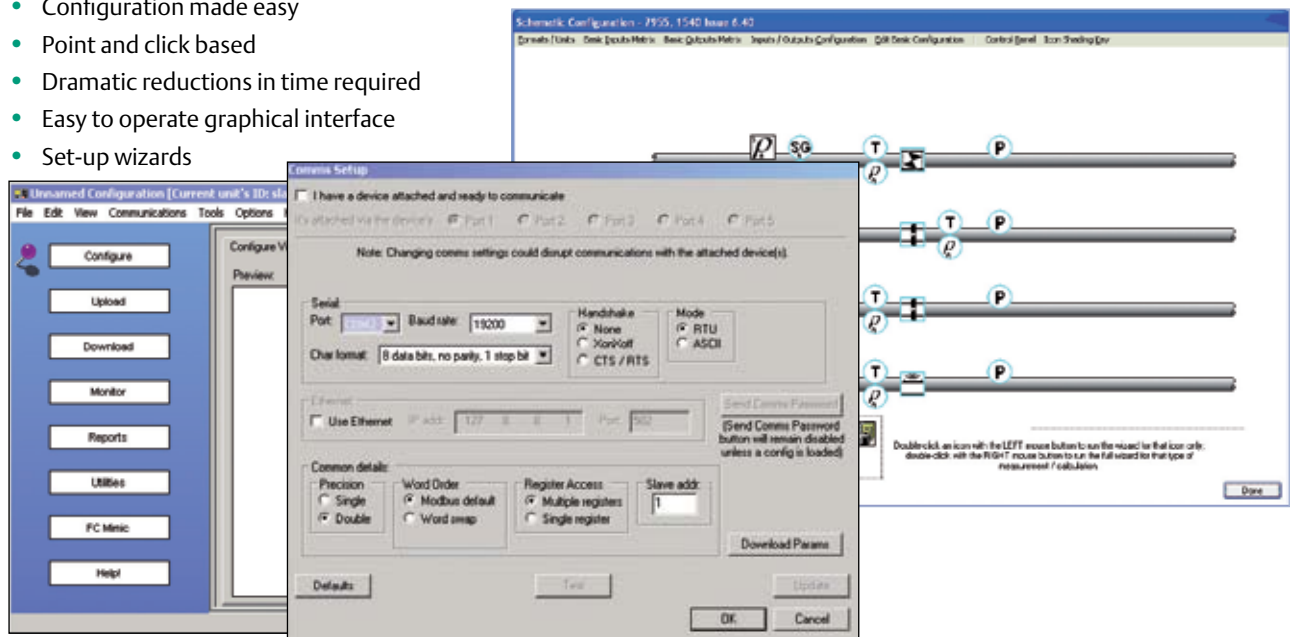 • Configuration made easy
• Point and click based
• Dramatic reductions in time required
• Easy to operate graphical interface
• Set-up wizards
Schematic Configuration - 7955, 1540 Issue 6.40
Formats / Units Basic Inputs Matrix Basic Outputs Matrix Inputs / Outputs Configuration Edit Basic Configuration Control Panel Icon Shading Key
SG T P
T P
T P
T P
Double-click an icon with the LEFT mouse button to run the wizard for that icon only;
double-click with the RIGHT mouse button to run the full wizard for that type of
measurement / calculation
Done
Unnamed Configuration [Current unit's ID: sla
File Edit View Communications Tools Options
Configure
Upload
Download
Monitor
Reports
Utilities
FC Mimic
Help!
Configure V
Preview:
Comms Setup
I have a device attached and ready to communicate
It's attached via the device's: Port 1 Port 2 Port 3 Port 4 Port 5
Note: Changing comms settings could disrupt communications with the attached device(s).
Serial
Port: Baud rate: 19200
Char format: 8 data bits, no parity, 1 stop bit
Handshake
None
Xon/Xoff
CTS / RTS
Mode
RTU
ASCII
Ethernet
Use Ethernet IP addr: 127 0 0 1 Port: 502
Send Comms Password
(Send Comms Password
button will remain disabled
unless a config is loaded)
Common details:
Precision
Single
Double
Word Order
Modbus default
Word swap
Register Access
Multiple registers
Single register
Slave addr:
1
Download Params
Defaults
Test
Update
OK
Cancel